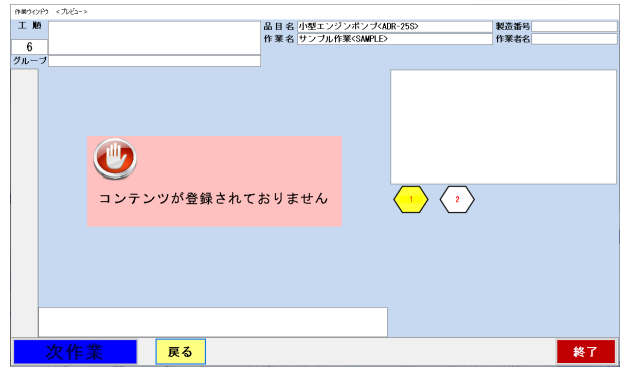 作業ウィンドウ <プレビュー>
工 順
品 目 名 小型エンジンポンプ<ADR-25S>
製造番号
6
作 業 名 サンプル作業<SAMPLE>
作業者名
グループ
コンテンツが登録されておりません
1
2
次作業
戻る
終了